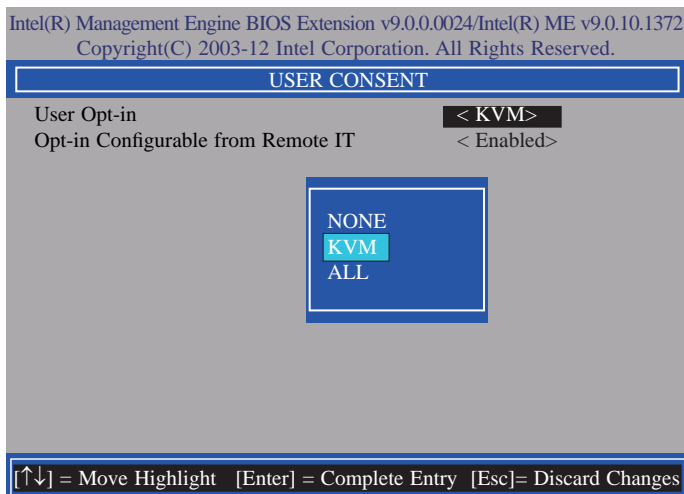 Intel(R) Management Engine BIOS Extension v9.0.0.0024/Intel(R) ME v9.0.10.1372
Copyright(C) 2003-12 Intel Corporation. All Rights Reserved.
USER CONSENT
User Opt-in < KVM>
Opt-in Configurable from Remote IT < Enabled>
NONE
KVM
ALL
[↑↓] = Move Highlight [Enter] = Complete Entry [Esc]= Discard Changes